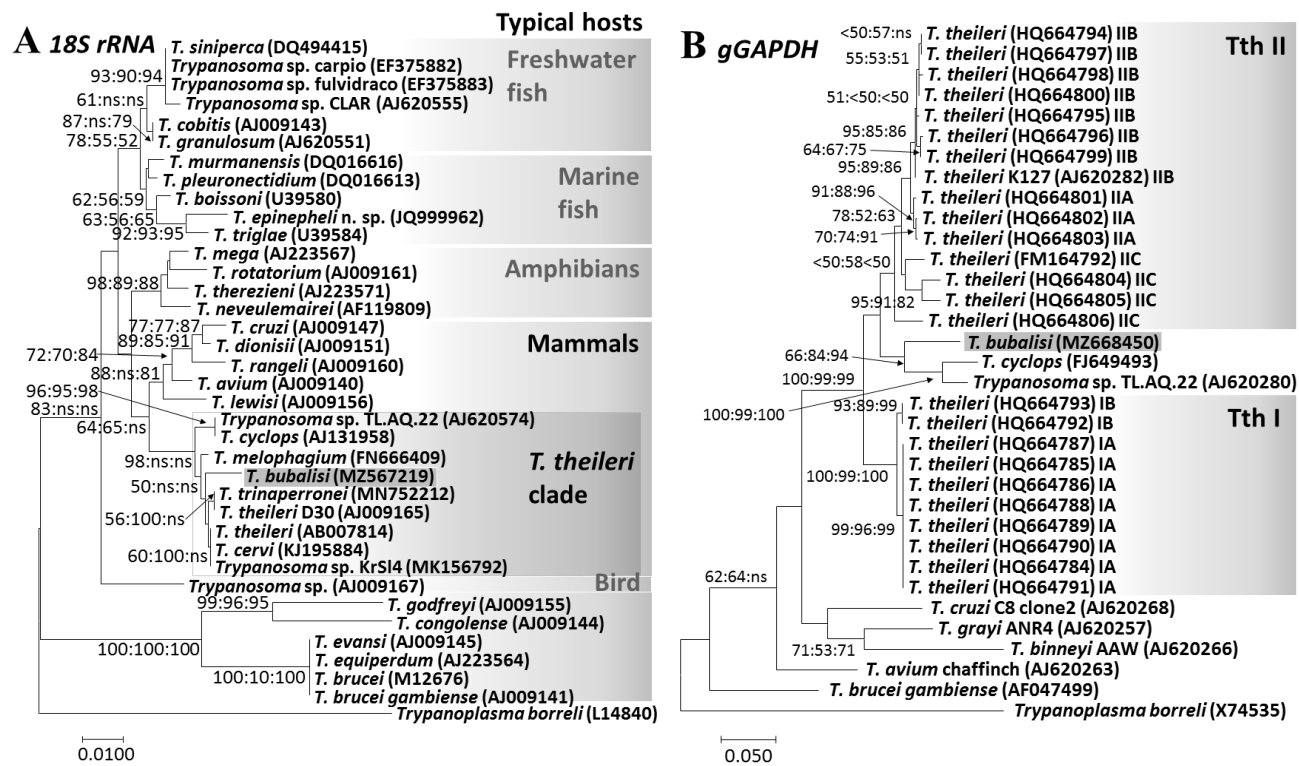 A 18S rRNA
Typical hosts
T. siniperca (DQ494415)
Trypanosoma sp. carpio (EF375882)
Trypanosoma sp. fulvidraco (EF375883)
Trypanosoma sp. CLAR (AJ620555)
T. cobitis (AJ009143)
T. granulosum (AJ620551)
Freshwater
fish
T. murmanensis (DQ016616)
T. pleuronectidium (DQ016613)
T. boissoni (U39580)
T. epinepheli n. sp. (JQ999962)
T. triglae (U39584)
Marine
fish
T. mega (AJ223567)
T. rotatorium (AJ009161)
T. therezieni (AJ223571)
T. neveulemairei (AF119809)
Amphibians
T. cruzi (AJ009147)
T. dionisii (AJ009151)
T. rangeli (AJ009160)
T. avium (AJ009140)
T. lewisi (AJ009156)
Mammals
Trypanosoma sp. TL.AQ.22 (AJ620574)
T. cyclops (AJ131958)
T. melophagium (FN666409)
T. bubalisi (MZ567219)
T. trinaperronei (MN752212)
T. theileri D30 (AJ009165)
T. theileri (AB007814)
T. cervi (KJ195884)
Trypanosoma sp. KrSl4 (MK156792)
T. theileri
clade
Trypanosoma sp. (AJ009167)
Bird
T. godfreyi (AJ009155)
T. congolense (AJ009144)
T. evansi (AJ009145)
T. equiperdum (AJ223564)
T. brucei (M12676)
T. brucei gambiense (AJ009141)
Trypanoplasma borreli (L14840)
93:90:94
61:ns:ns
87:ns:79
78:55:52
62:56:59
63:56:65
92:93:95
98:89:88
77:77:87
89:85:91
72:70:84
88:ns:81
96:95:98
83:ns:ns
64:65:ns
98:ns:ns
50:ns:ns
56:100:ns
60:100:ns
99:96:95
100:100:100
100:10:100
0.0100
B gGAPDH
T. theileri (HQ664794) IIB
T. theileri (HQ664797) IIB
T. theileri (HQ664798) IIB
T. theileri (HQ664800) IIB
T. theileri (HQ664795) IIB
T. theileri (HQ664796) IIB
T. theileri (HQ664799) IIB
T. theileri K127 (AJ620282) IIB
T. theileri (HQ664801) IIA
T. theileri (HQ664802) IIA
T. theileri (HQ664803) IIA
T. theileri (FM164792) IIC
T. theileri (HQ664804) IIC
T. theileri (HQ664805) IIC
T. theileri (HQ664806) IIC
Tth II
T. bubalisi (MZ668450)
T. cyclops (FJ649493)
Trypanosoma sp. TL.AQ.22 (AJ620280)
T. theileri (HQ664793) IB
T. theileri (HQ664792) IB
T. theileri (HQ664787) IA
T. theileri (HQ664785) IA
T. theileri (HQ664786) IA
T. theileri (HQ664788) IA
T. theileri (HQ664789) IA
T. theileri (HQ664790) IA
T. theileri (HQ664784) IA
T. theileri (HQ664791) IA
Tth I
T. cruzi C8 clone2 (AJ620268)
T. grayi ANR4 (AJ620257)
T. binneyi AAW (AJ620266)
T. avium chaffinch (AJ620263)
T. brucei gambiense (AF047499)
Trypanoplasma borreli (X74535)
<50:57:ns
55:53:51
51:<50:<50
95:85:86
64:67:75
95:89:86
91:88:96
78:52:63
70:74:91
<50:58<50
95:91:82
66:84:94
100:99:99
100:99:100
93:89:99
100:99:100
99:96:99
62:64:ns
71:53:71
0.050